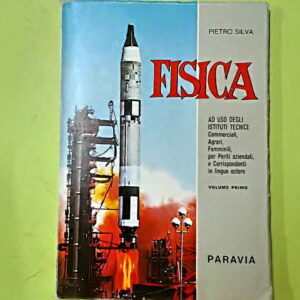 PIETRO SILVA
FISICA
AD USO DEGLI
ISTITUTI TECNICI:
Commerciali,
Agrari,
Femminili,
per Periti aziendali,
e Corrispondenti
in lingue estere
VOLUME PRIMO
PARAVIA